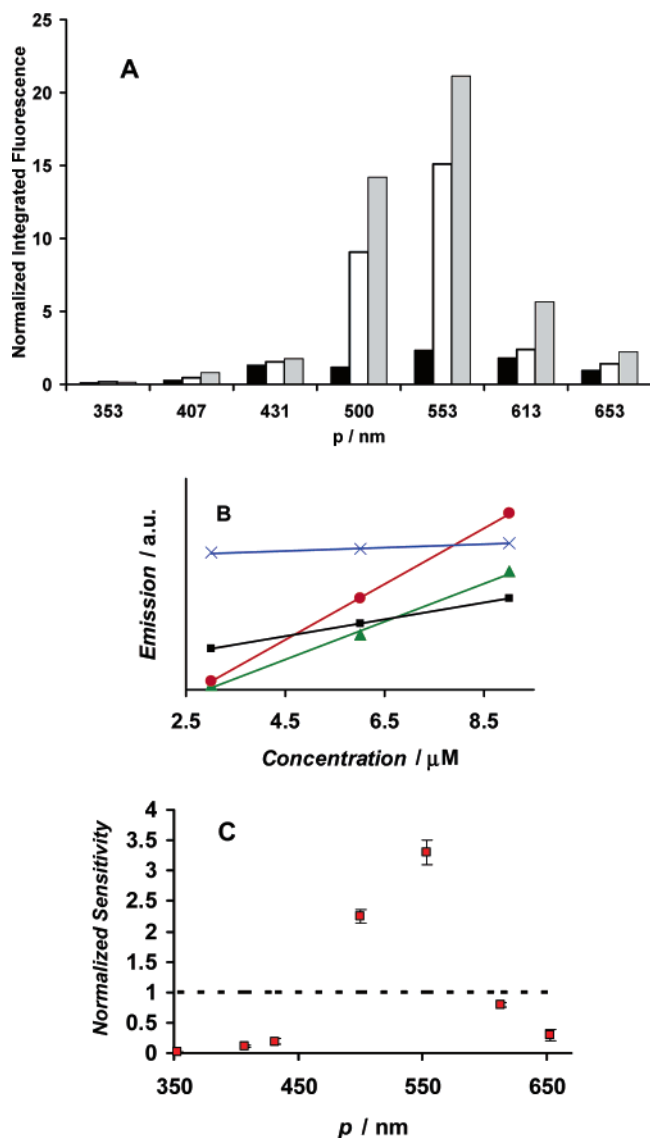 A
Normalized Integrated Fluorescence
25
20
15
10
5
0
353 407 431 500 553 613 653
p / nm
B
Emission / a.u.
2.5 4.5 6.5 8.5
Concentration / μM
C
Normalized Sensitivity
4
3.5
3
2.5
2
1.5
1
0.5
0
350 450 550 650
p / nm